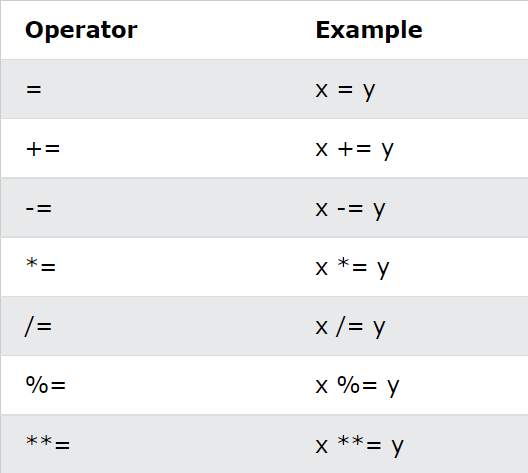 Operator Example
= x = y
+= x += y
-= x -= y
*= x *= y
/= x /= y
%= x %= y
**= x **= y